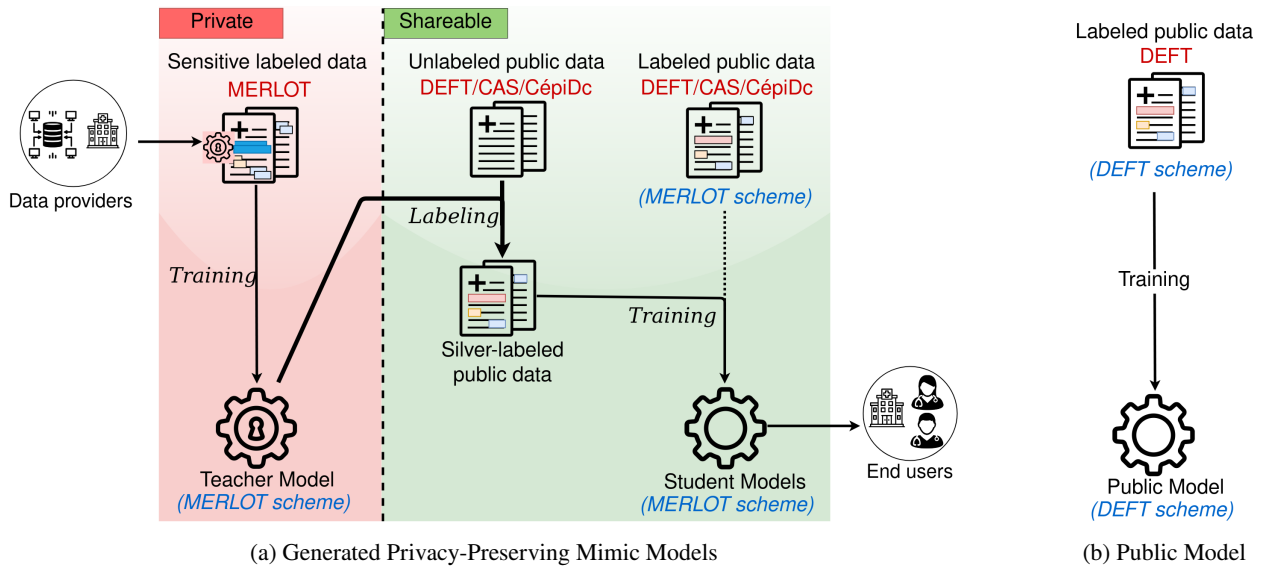 Private
Shareable
Sensitive labeled data
MERLOT
Unlabeled public data
DEFT/CAS/CépiDc
Labeled public data
DEFT/CAS/CépiDc
Labeled public data
DEFT
Data providers
(MERLOT scheme)
(DEFT scheme)
Labeling
Training
Training
Training
Silver-labeled
public data
Teacher Model
(MERLOT scheme)
Student Models
(MERLOT scheme)
End users
Public Model
(DEFT scheme)
(a) Generated Privacy-Preserving Mimic Models
(b) Public Model